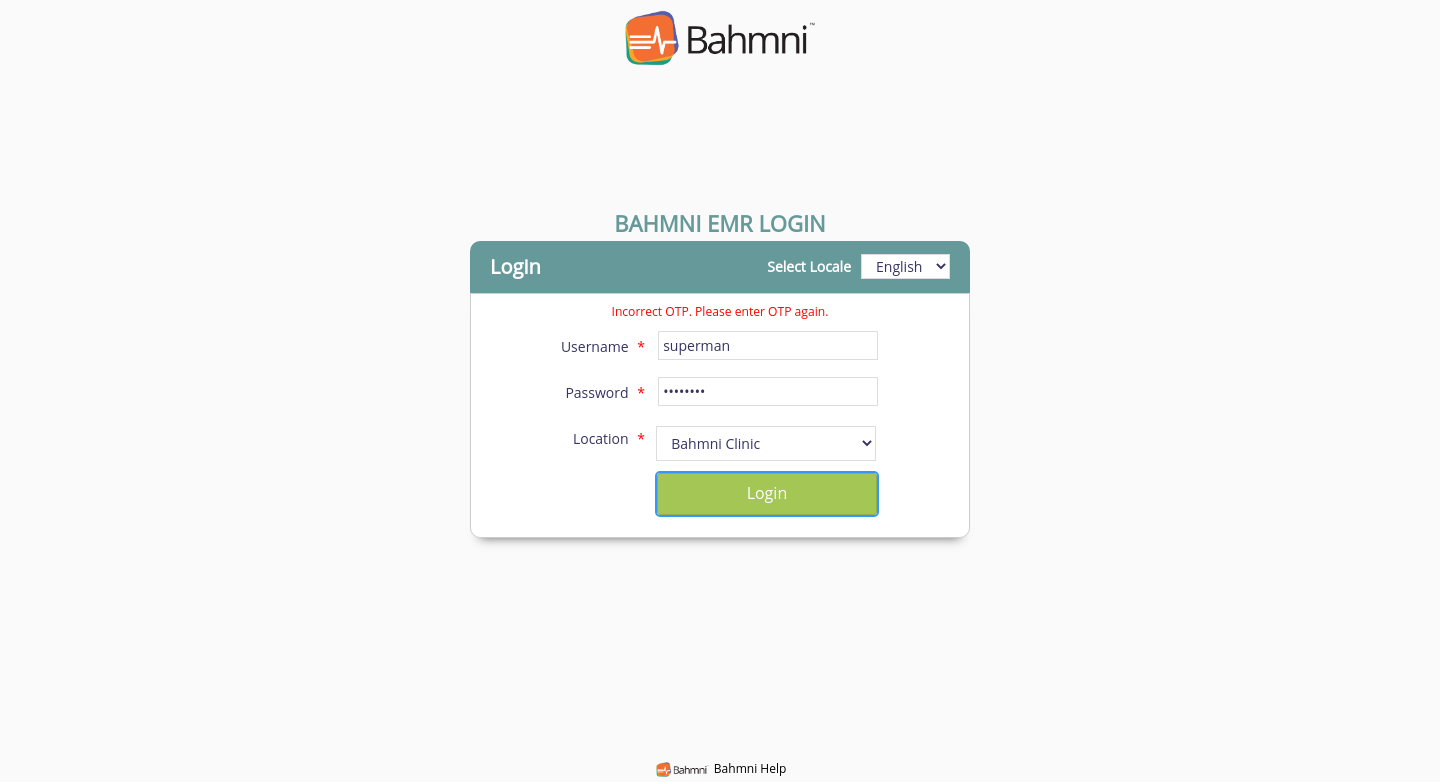 Bahmni™
BAHMNI EMR LOGIN
Login
Select Locale English
Incorrect OTP. Please enter OTP again.
Username * superman
Password * ••••••••
Location * Bahmni Clinic
Login
Bahmni Bahmni Help